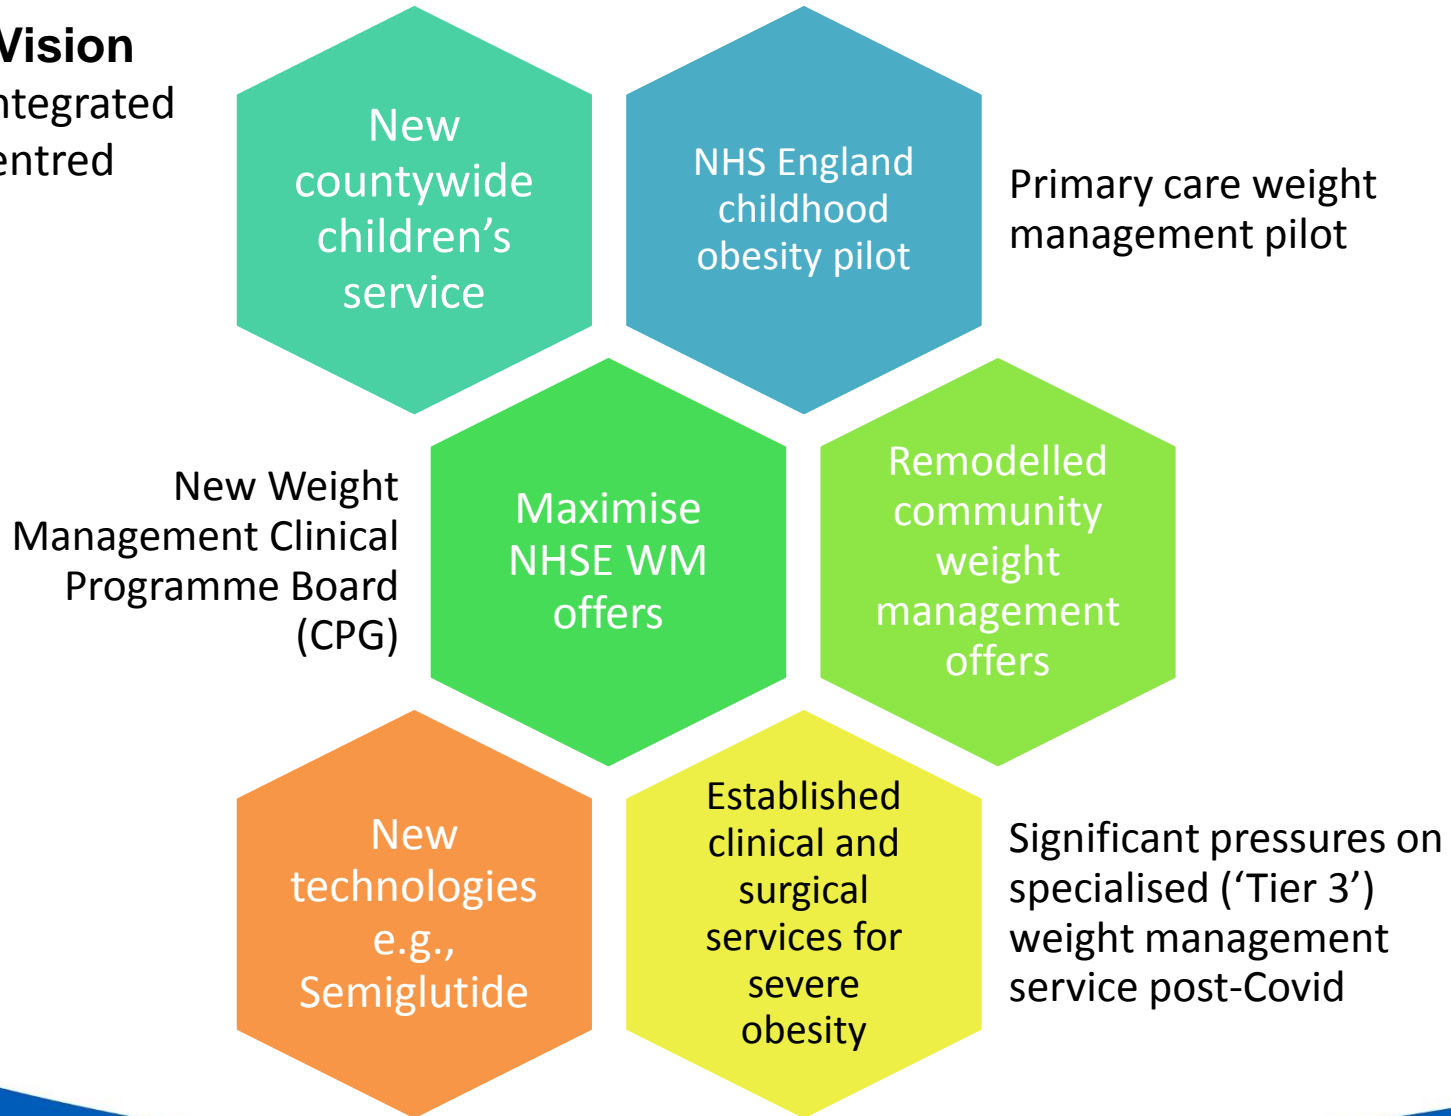 Vision
ntegrated
entred
New
countywide
children’s
service
NHS England
childhood
obesity pilot
Primary care weight
management pilot
New Weight
Management Clinical
Programme Board
(CPG)
Maximise
NHSE WM
offers
Remodelled
community
weight
management
offers
New
technologies
e.g.,
Semiglutide
Established
clinical and
surgical
services for
severe
obesity
Significant pressures on
specialised (‘Tier 3’)
weight management
service post-Covid